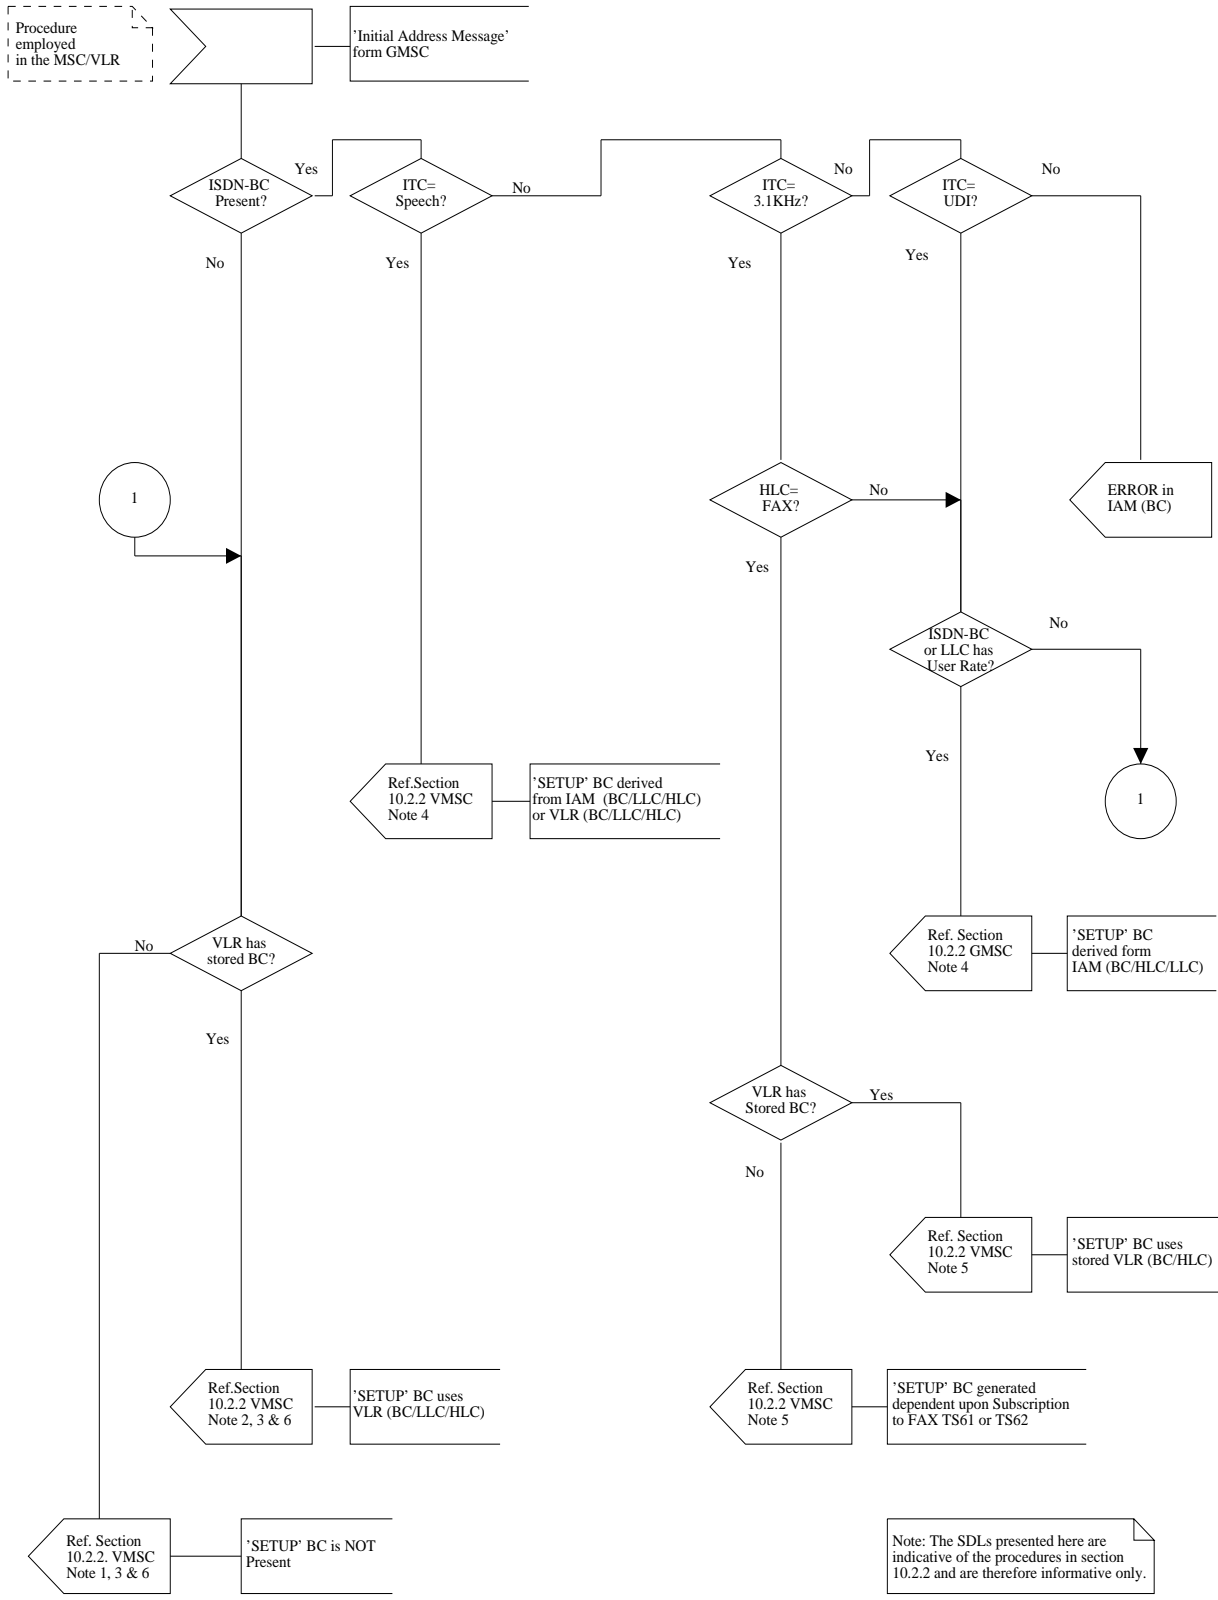 Procedure
employed
in the MSC/VLR
'Initial Address Message'
form GMSC
ISDN-BC
Present?
Yes
No
ITC=
Speech?
No
Yes
ITC=
3.1KHz?
No
Yes
ITC=
UDI?
No
Yes
1
HLC=
FAX?
No
Yes
ERROR in
IAM (BC)
ISDN-BC
or LLC has
User Rate?
No
Yes
Ref.Section
10.2.2 VMSC
Note 4
'SETUP' BC derived
from IAM (BC/LLC/HLC)
or VLR (BC/LLC/HLC)
1
VLR has
stored BC?
No
Yes
Ref. Section
10.2.2 GMSC
Note 4
'SETUP' BC
derived form
IAM (BC/HLC/LLC)
VLR has
Stored BC?
Yes
No
Ref. Section
10.2.2 VMSC
Note 5
'SETUP' BC uses
stored VLR (BC/HLC)
Ref.Section
10.2.2 VMSC
Note 2, 3 & 6
'SETUP' BC uses
VLR (BC/LLC/HLC)
Ref. Section
10.2.2 VMSC
Note 5
'SETUP' BC generated
dependent upon Subscription
to FAX TS61 or TS62
Ref. Section
10.2.2. VMSC
Note 1, 3 & 6
'SETUP' BC is NOT
Present
Note: The SDLs presented here are
indicative of the procedures in section
10.2.2 and are therefore informative only.